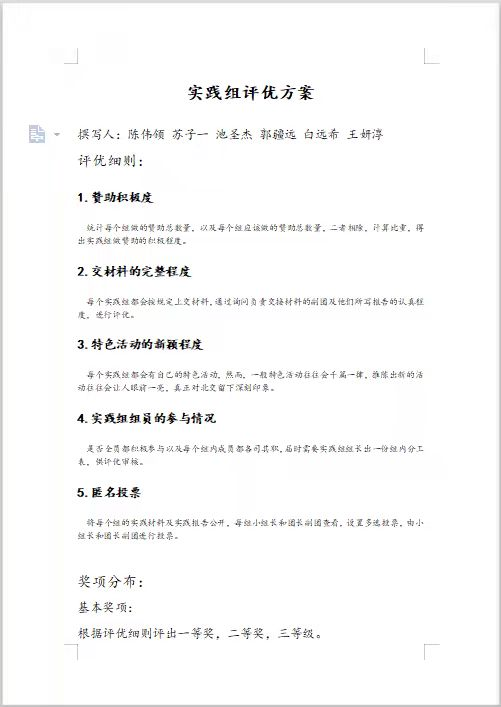 实践组评优方案
撰写人：陈伟领 苏子一 池圣杰 郭骥远 白远希 王妍淳
评优细则：
1.赞助积极度
统计每个组做的赞助总数量，以及每个组应该做的赞助总数量，二者相除，计算比重，得
出实践组做赞助的积极程度。
2.交材料的完整程度
每个实践组都会按规定上交材料，通过询问负责交接材料的副团及他们所写报告的认真程
度，进行评优。
3.特色活动的新颖程度
每个实践组都会有自己的特色活动，然而，一般特色活动往往会千篇一律，推陈出新的活
动往往会让人眼前一亮，真正对北交留下深刻印象。
4.实践组组员的参与情况
是否全员都积极参与以及每个组内成员都各司其职，届时需要实践组组长出一份组内分工
表，供评优审核。
5.匿名投票
将每个组的实践材料及实践报告公开，每组小组长和团长副团查看，设置多选投票，由小
组长和团长副团进行投票。
奖项分布：
基本奖项：
根据评优细则评出一等奖，二等奖，三等级。